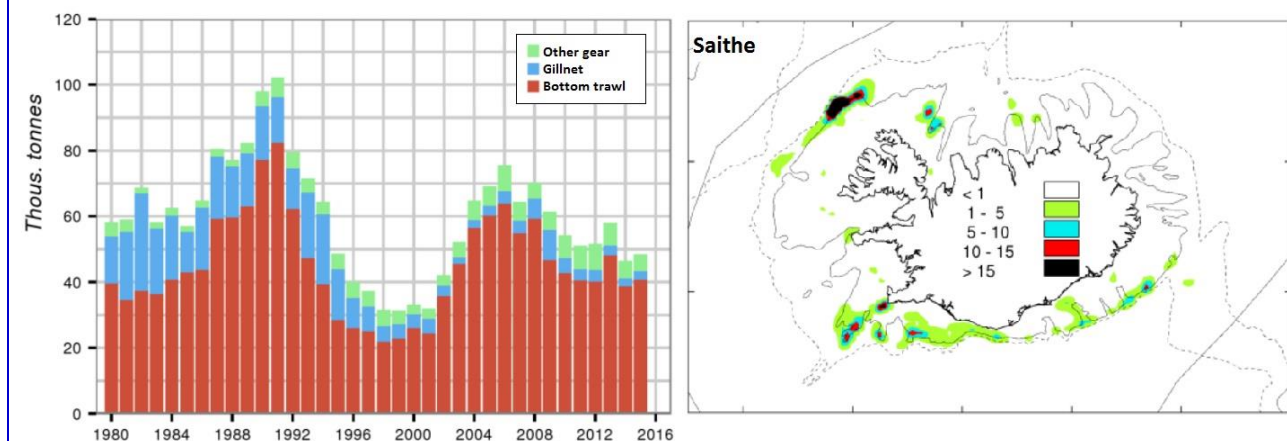 120
100
80
60
40
20
0
Thous. tonnes
Other gear
Gillnet
Bottom trawl
1980 1984 1988 1992 1996 2000 2004 2008 2012 2016
Saithe
< 1
1 - 5
5 - 10
10 - 15
> 15